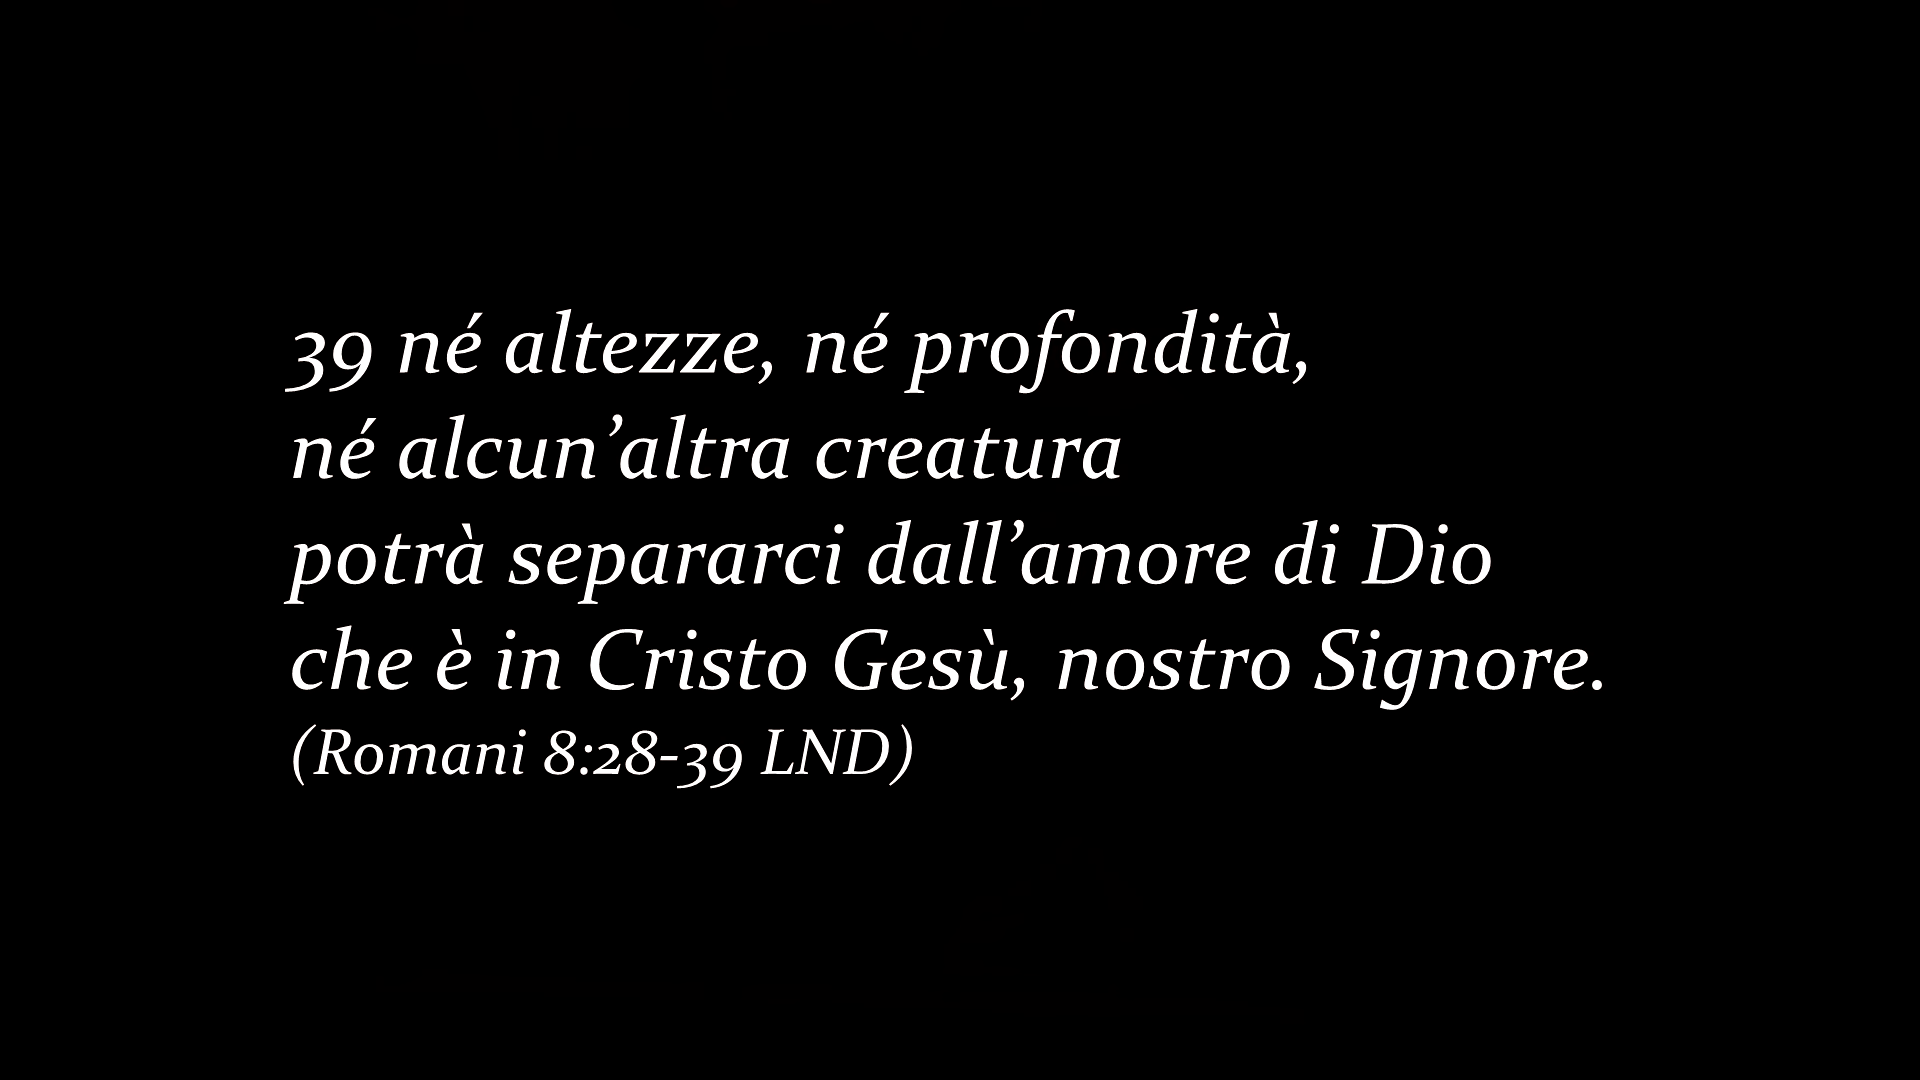 39 né altezze, né profondità,
né alcun’altra creatura
potrà separarci dall’amore di Dio
che è in Cristo Gesù, nostro Signore.
(Romani 8:28-39 LND)